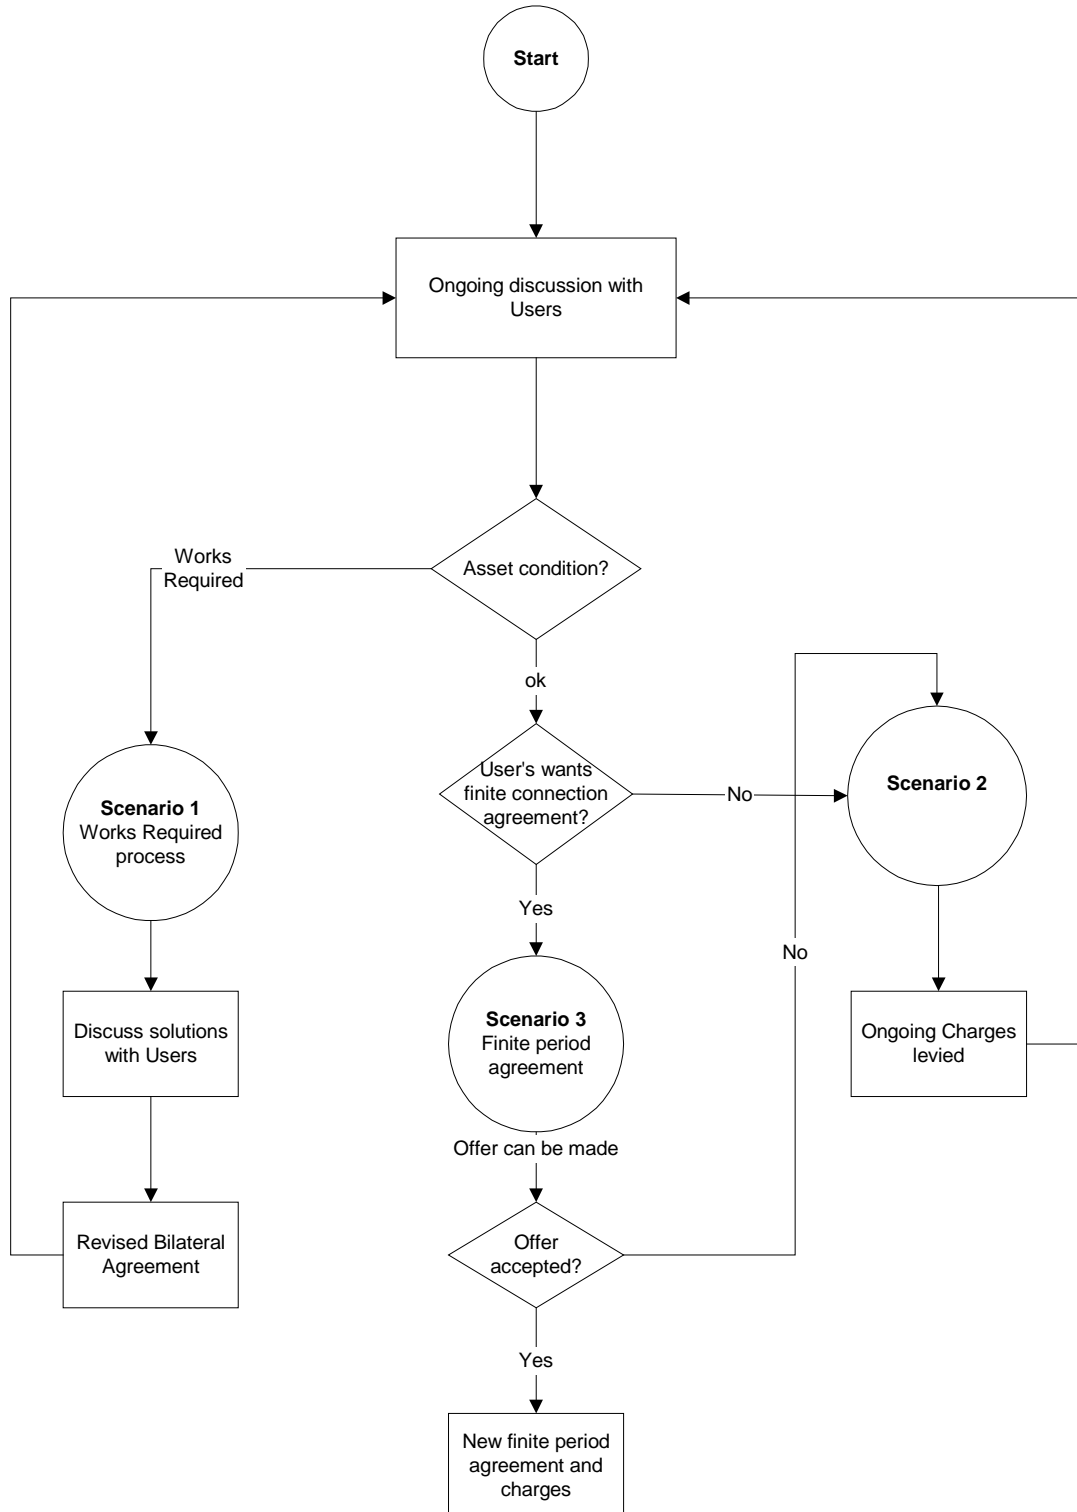 Start
Ongoing discussion with
Users
Works
Required
Asset condition?
ok
User's wants
finite connection
agreement?
No
Scenario 2
Scenario 1
Works Required
process
Yes
No
Scenario 3
Finite period
agreement
Discuss solutions
with Users
Ongoing Charges
levied
Offer can be made
Revised Bilateral
Agreement
Offer
accepted?
Yes
New finite period
agreement and
charges